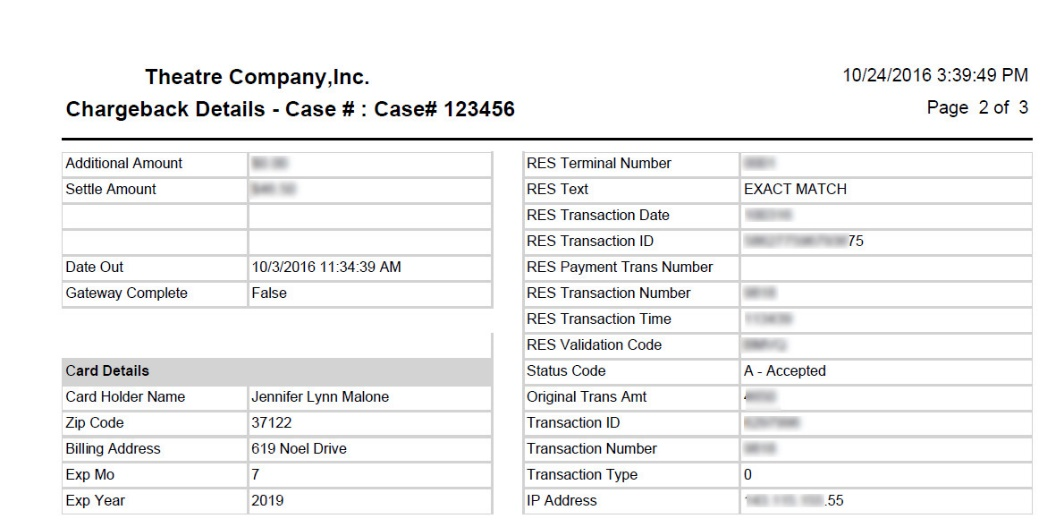 Theatre Company,Inc.
10/24/2016 3:39:49 PM
Chargeback Details - Case # : Case# 123456
Page 2 of 3
Additional Amount
Settle Amount
Date Out 10/3/2016 11:34:39 AM
Gateway Complete False
Card Details
Card Holder Name Jennifer Lynn Malone
Zip Code 37122
Billing Address 619 Noel Drive
Exp Mo 7
Exp Year 2019
RES Terminal Number
RES Text EXACT MATCH
RES Transaction Date
RES Transaction ID 75
RES Payment Trans Number
RES Transaction Number
RES Transaction Time
RES Validation Code
Status Code A - Accepted
Original Trans Amt
Transaction ID
Transaction Number
Transaction Type 0
IP Address .55